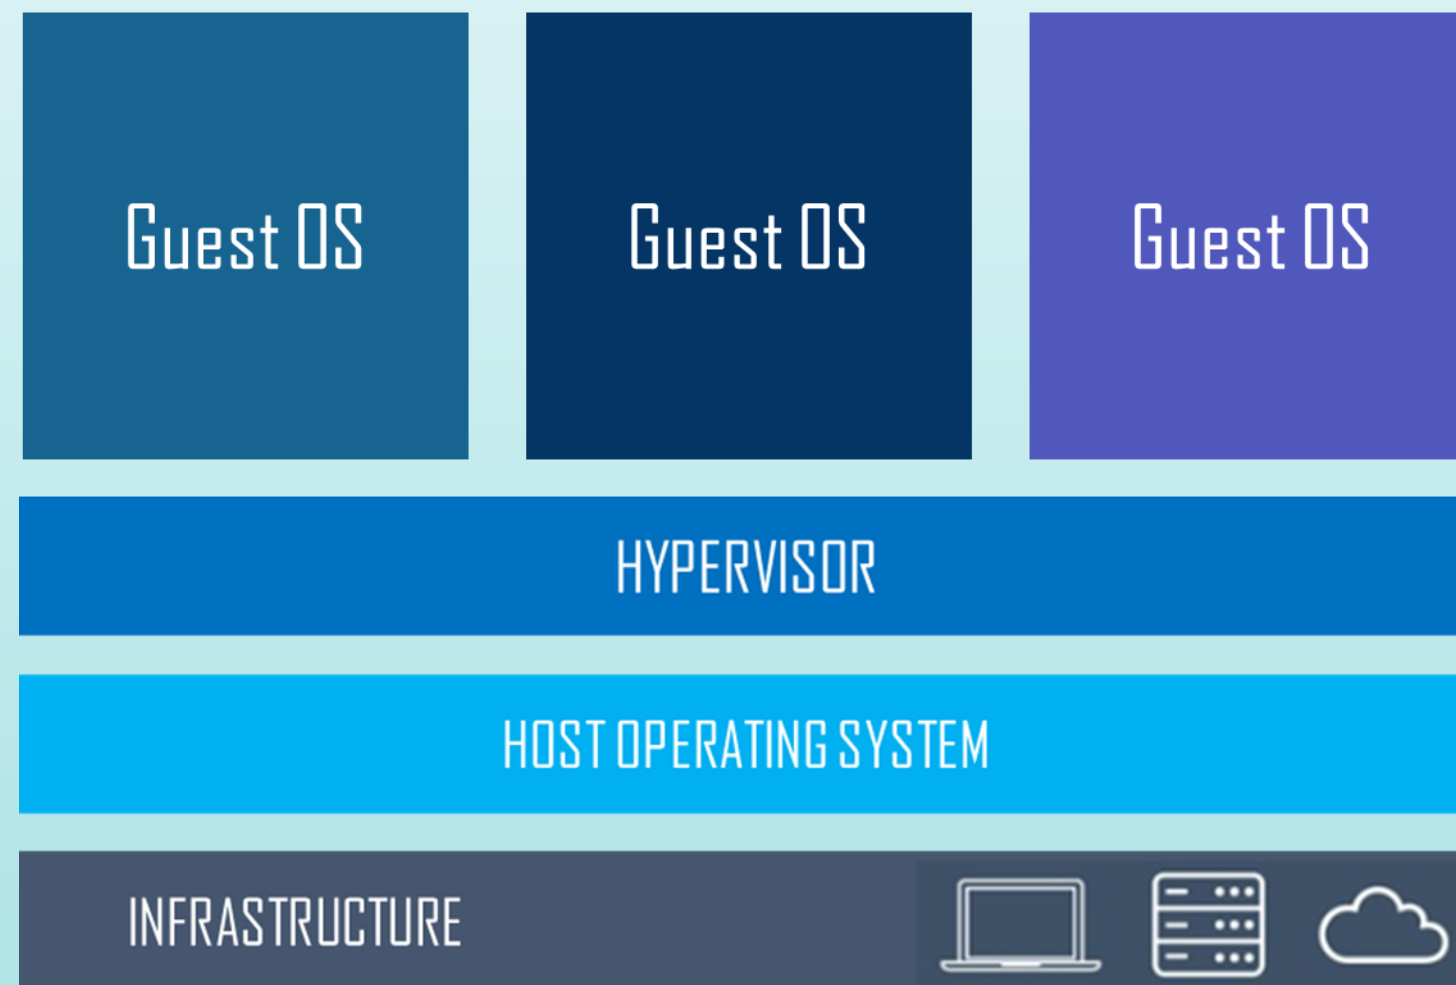 Guest OS
Guest OS
Guest OS
HYPERVISOR
HOST OPERATING SYSTEM
INFRASTRUCTURE